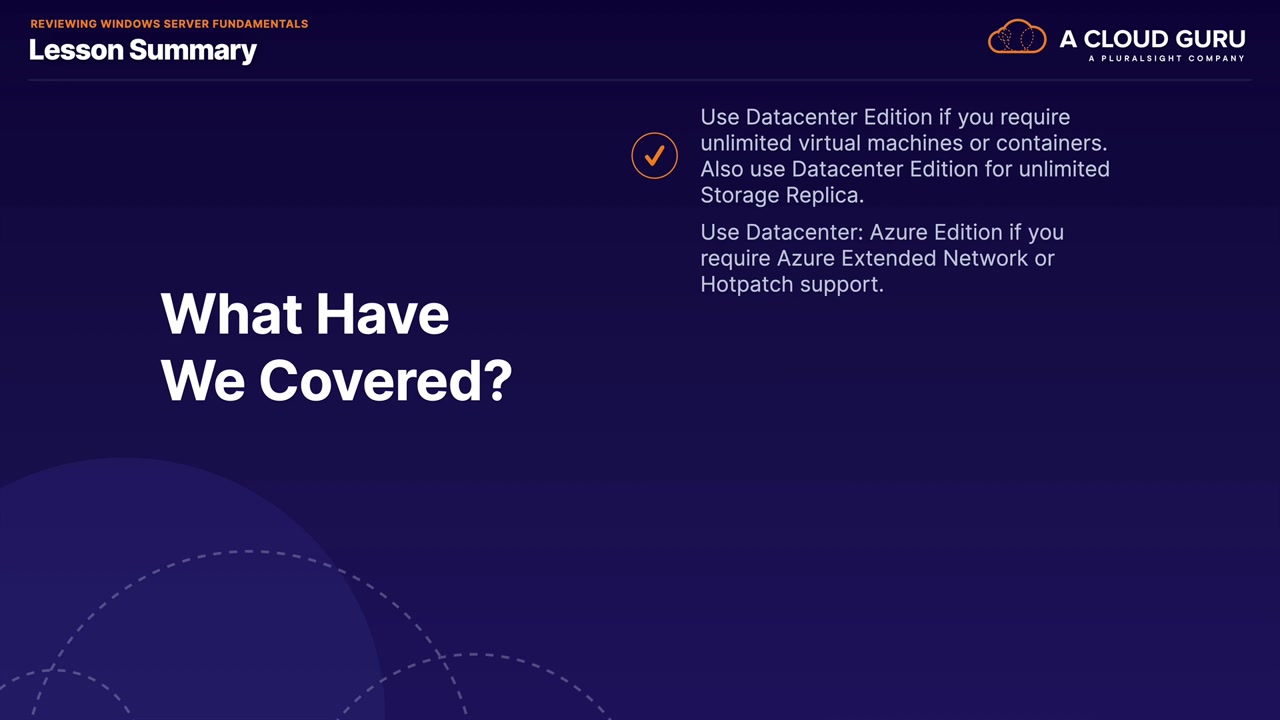 REVIEWING WINDOWS SERVER FUNDAMENTALS
Lesson Summary
A CLOUD GURU
A PLURALSIGHT COMPANY
What Have
We Covered?
Use Datacenter Edition if you require
unlimited virtual machines or containers.
Also use Datacenter Edition for unlimited
Storage Replica.
Use Datacenter: Azure Edition if you
require Azure Extended Network or
Hotpatch support.